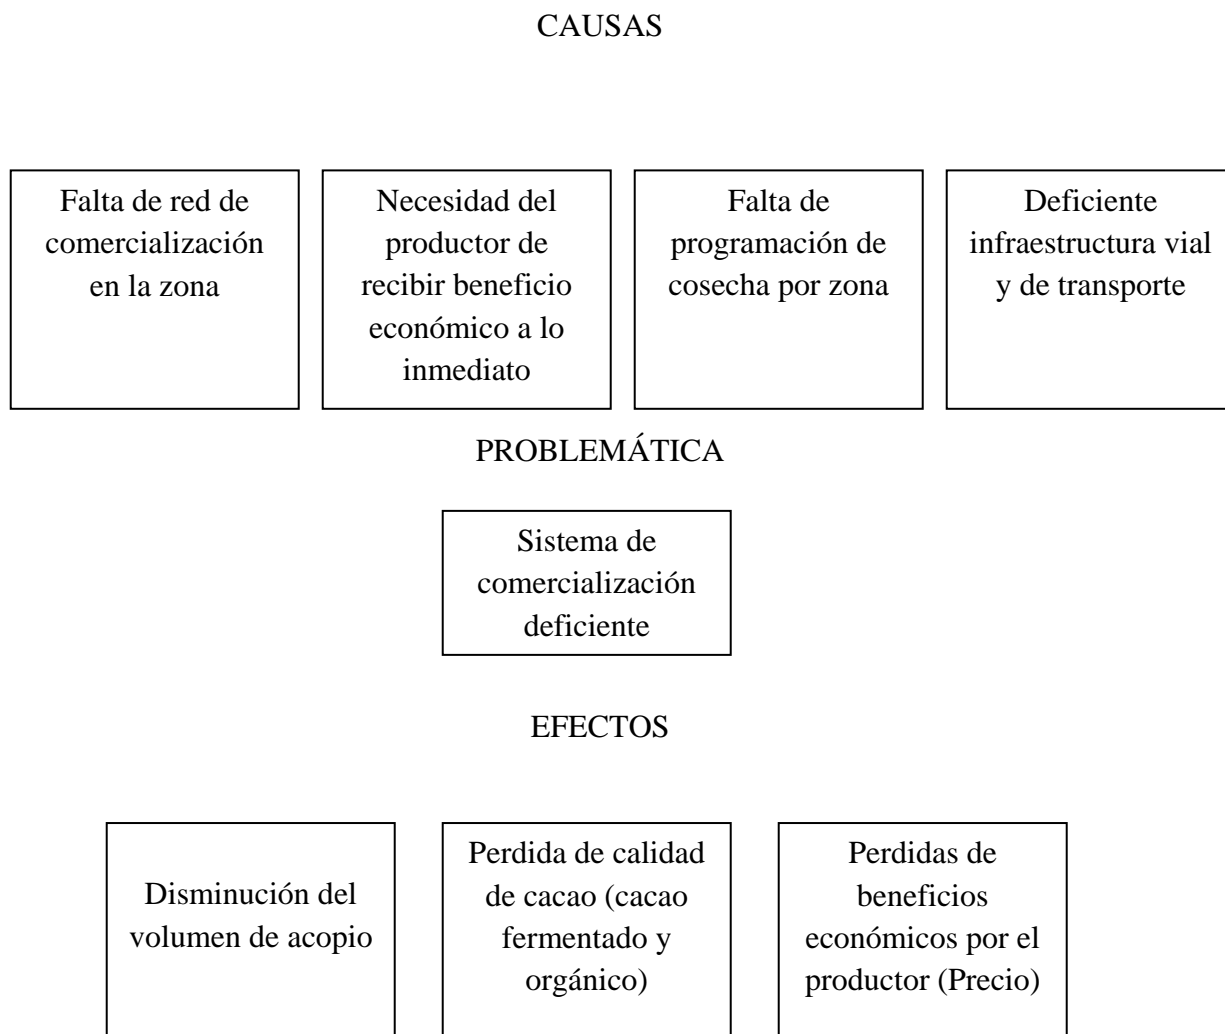 CAUSAS
Falta de red de
comercialización
en la zona
Necesidad del
productor de
recibir beneficio
económico a lo
inmediato
Falta de
programación de
cosecha por zona
Deficiente
infraestructura vial
y de transporte
PROBLEMÁTICA
Sistema de
comercialización
deficiente
EFECTOS
Disminución del
volumen de acopio
Perdida de calidad
de cacao (cacao
fermentado y
orgánico)
Perdidas de
beneficios
económicos por el
productor (Precio)